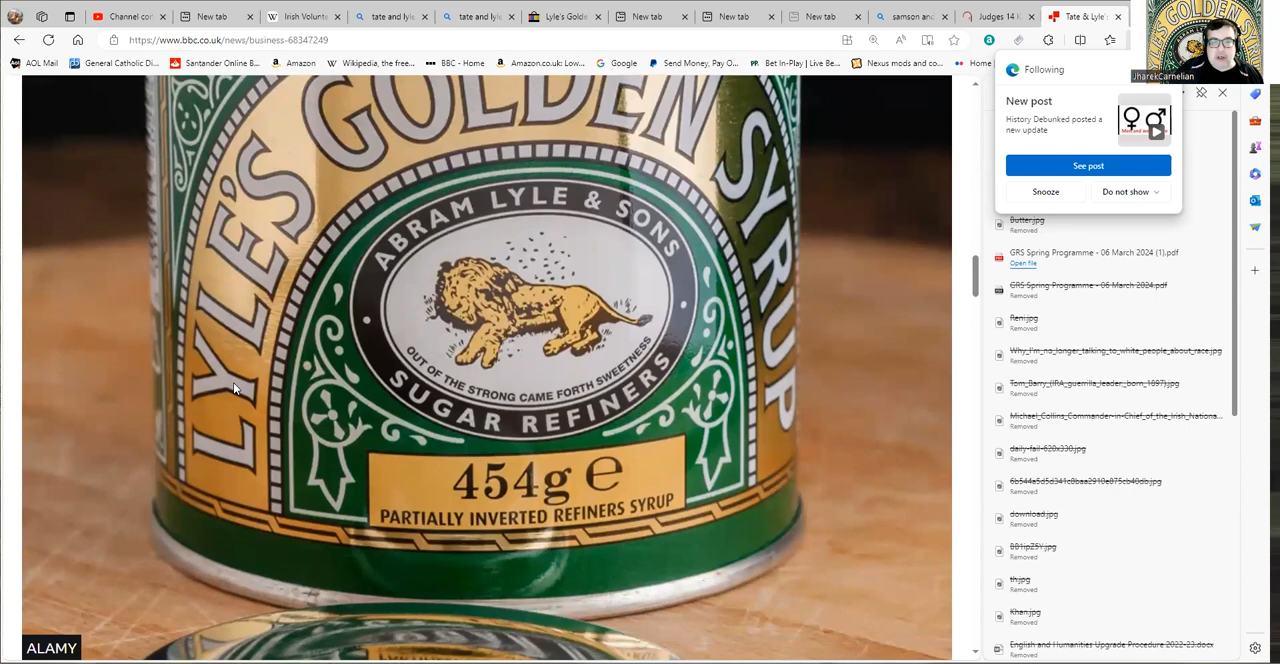 Channel con
New tab
Irish Volunte
tate and lyle
tate and lyle
Lyle's Golde
New tab
New tab
New tab
samson and
Judges 14 K
Tate & Lyle's
https://www.bbc.co.uk/news/business-68347249
AOL Mail
General Catholic Di...
Santander Online B...
Amazon
Wikipedia, the free...
BBC - Home
Amazon.co.uk: Low...
Google
Send Money, Pay O...
Bet In-Play | Live Be...
Nexus mods and co...
Home
GOLDEN SYRUP
JharekCarnelian
Following
New post
History Debunked posted a
new update
See post
Snooze
Do not show
LYLE'S GOLDEN SYRUP
ABRAM LYLE & SONS
OUT OF THE STRONG CAME FORTH SWEETNESS
SUGAR REFINERS
454g e
PARTIALLY INVERTED REFINERS SYRUP
ALAMY
Butter.jpg
Removed
GRS Spring Programme - 06 March 2024 (1).pdf
Open file
GRS Spring Programme - 06 March 2024.pdf
Removed
Reni.jpg
Removed
Why_I'm_no_longer_talking_to_white_people_about_race.jpg
Removed
Tom_Barry_(IRA_guerrilla_leader,_born_1897).jpg
Removed
Michael_Collins_Commander-in-Chief_of_the_Irish_Nationa...
Removed
daily-fail-620x330.jpg
Removed
6b544a5d5d341c8baa2910e875cb40db.jpg
Removed
download.jpg
Removed
BB1ipZ5Y.jpg
Removed
th.jpg
Removed
Khan.jpg
Removed
English and Humanities Upgrade Procedure 2022-23.docx
Removed